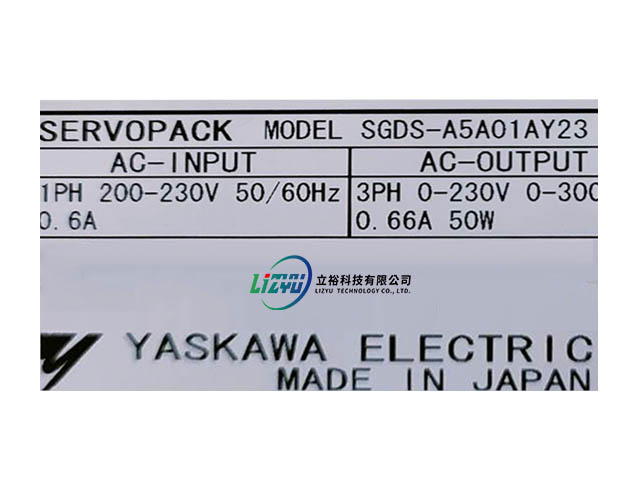 SERVOPACK MODEL SGDS-A5A01AY23
AC-INPUT AC-OUTPUT
1PH 200-230V 50/60Hz 3PH 0-230V 0-300
0.6A 0.66A 50W
LIZYU 立裕科技有限公司
LIZYU TECHNOLOGY CO., LTD.
YASKAWA ELECTRIC
MADE IN JAPAN